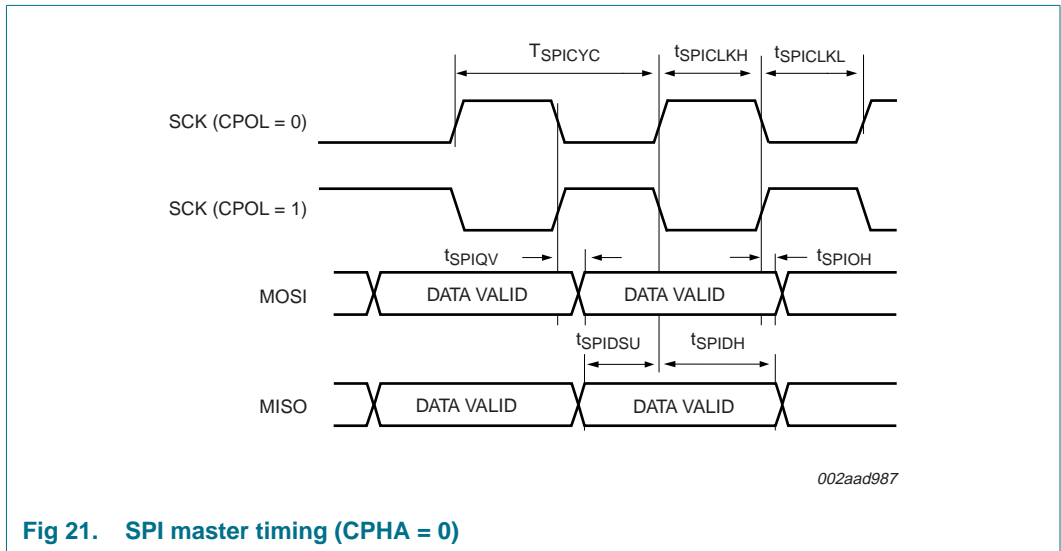 TSPICYC tSPICLKH tSPICLKL
SCK (CPOL = 0)
SCK (CPOL = 1)
tSPIQV tSPIOH
MOSI DATA VALID DATA VALID
tSPIDSU tSPIDH
MISO DATA VALID DATA VALID
002aad987
Fig 21. SPI master timing (CPHA = 0)